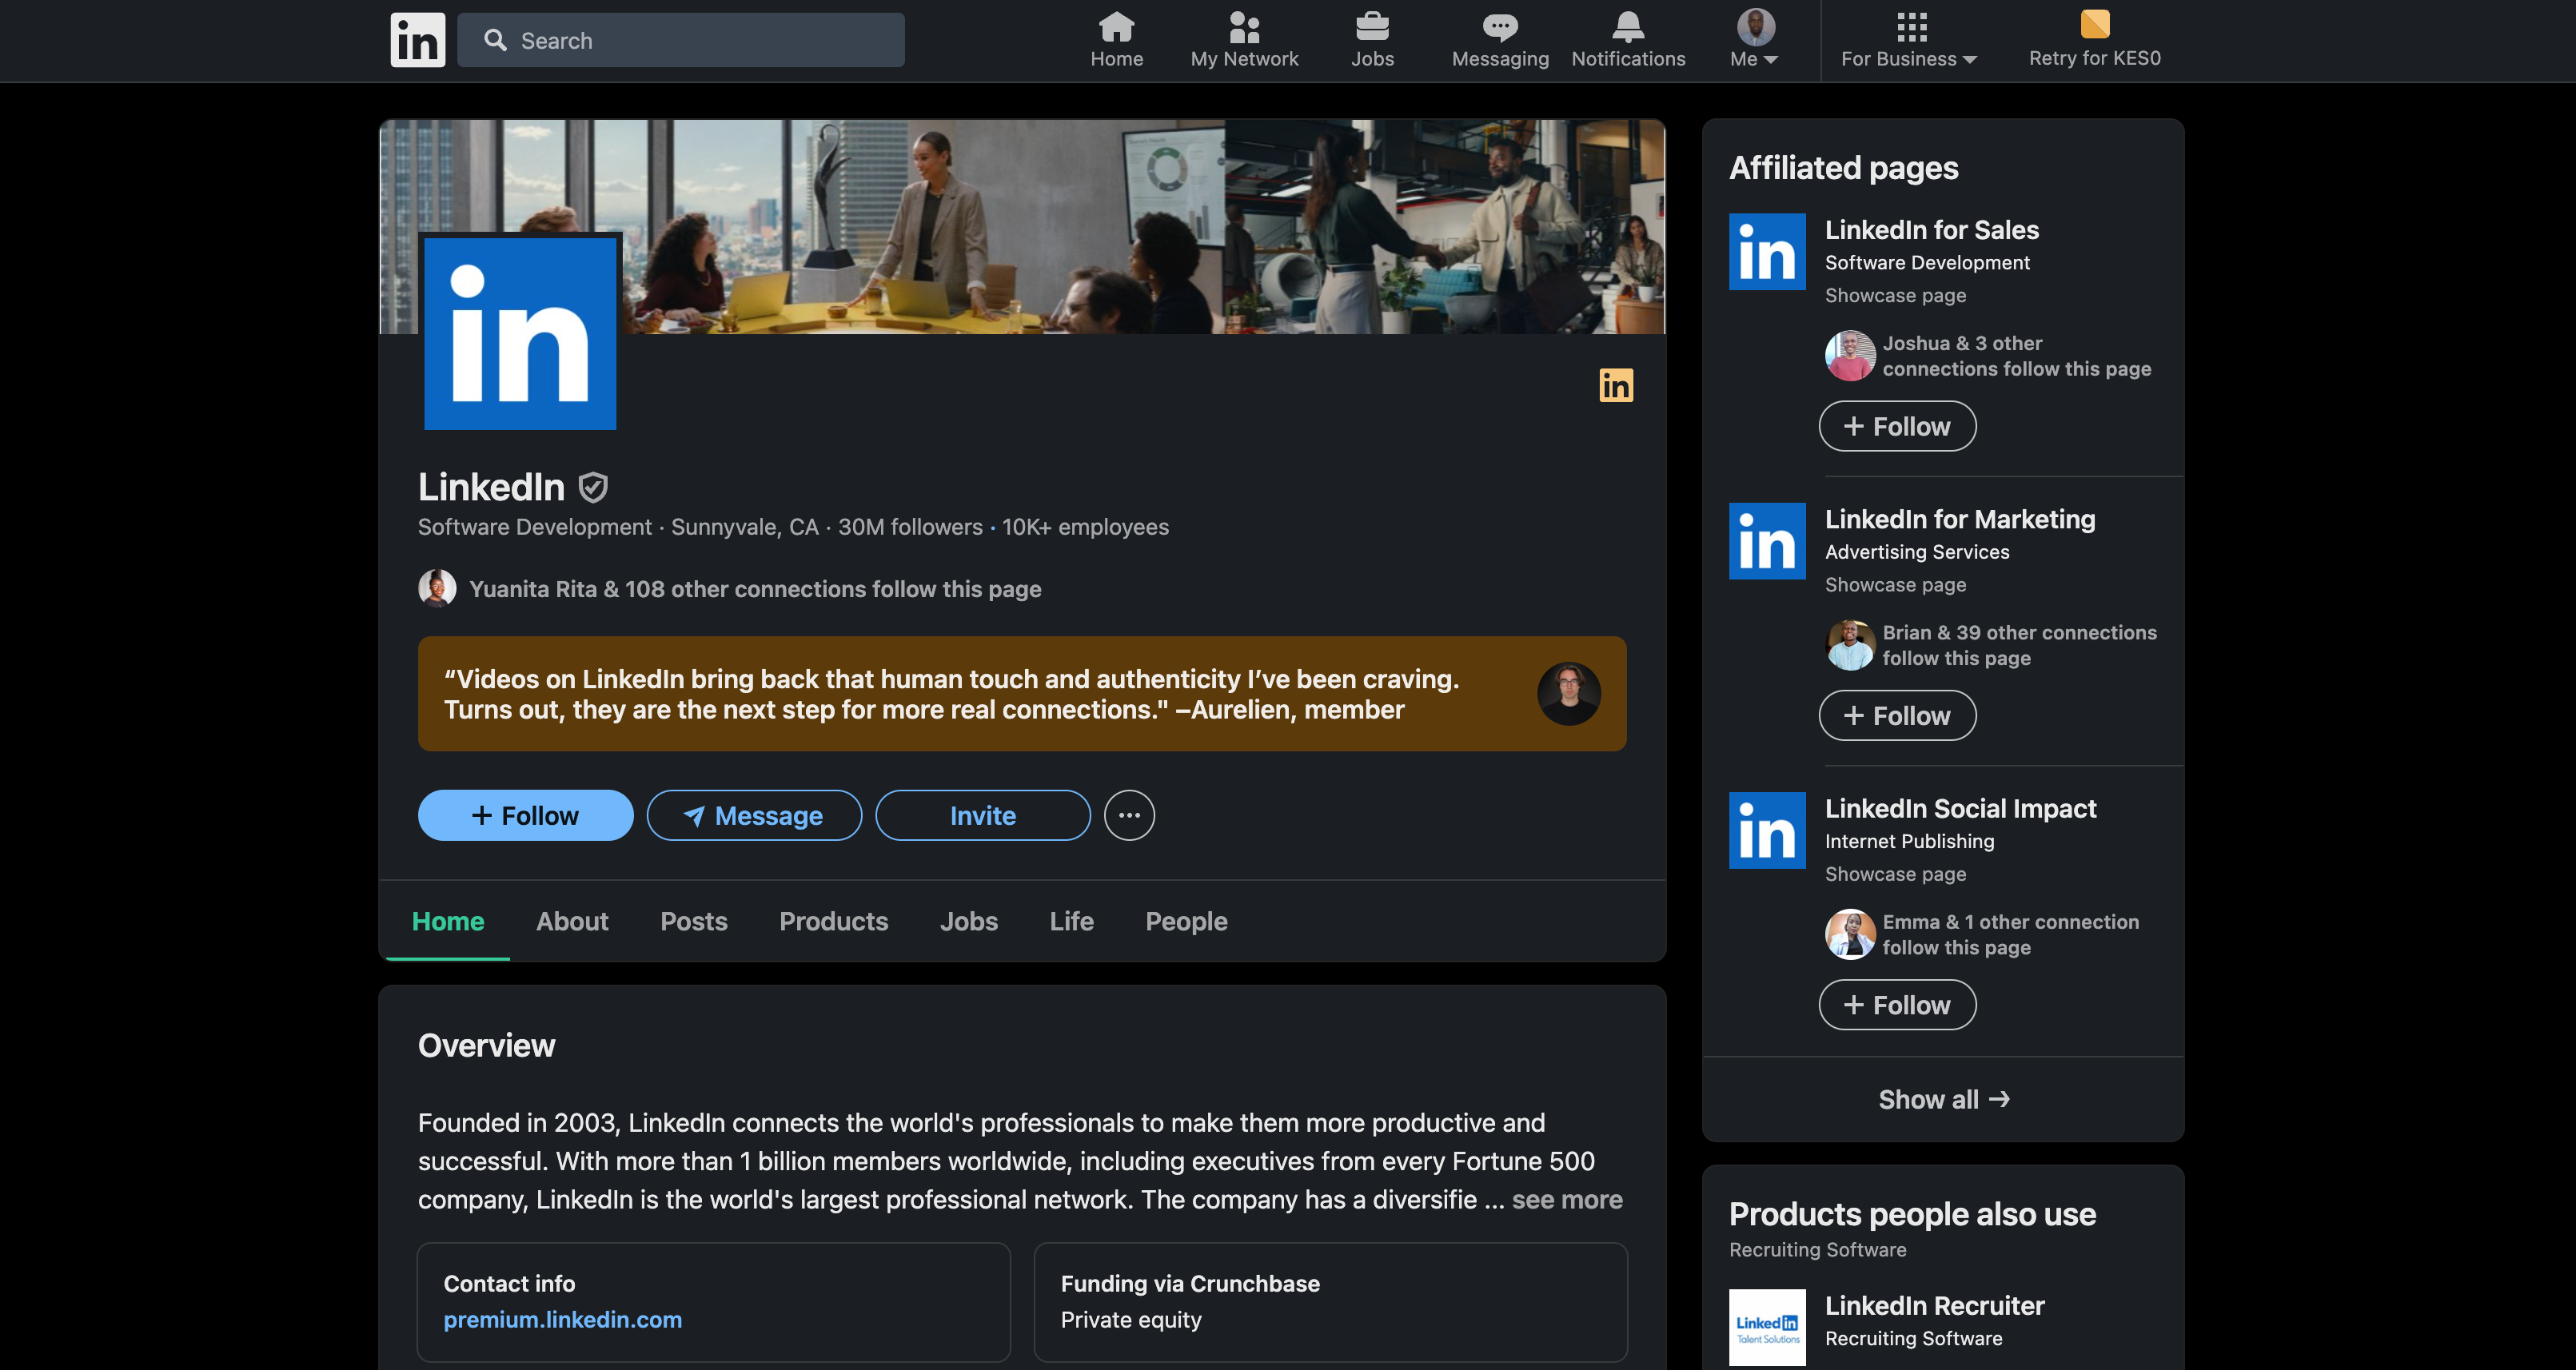 in
Search
Home
My Network
Jobs
Messaging
Notifications
Me
For Business
Retry for KES0
in
in
LinkedIn
Software Development · Sunnyvale, CA · 30M followers · 10K+ employees
Yuanita Rita & 108 other connections follow this page
“Videos on LinkedIn bring back that human touch and authenticity I’ve been craving.
Turns out, they are the next step for more real connections." –Aurelien, member
+ Follow
Message
Invite
Home
About
Posts
Products
Jobs
Life
People
Overview
Founded in 2003, LinkedIn connects the world's professionals to make them more productive and
successful. With more than 1 billion members worldwide, including executives from every Fortune 500
company, LinkedIn is the world's largest professional network. The company has a diversifie ... see more
Contact info
premium.linkedin.com
Funding via Crunchbase
Private equity
Affiliated pages
in
LinkedIn for Sales
Software Development
Showcase page
Joshua & 3 other
connections follow this page
+ Follow
in
LinkedIn for Marketing
Advertising Services
Showcase page
Brian & 39 other connections
follow this page
+ Follow
in
LinkedIn Social Impact
Internet Publishing
Showcase page
Emma & 1 other connection
follow this page
+ Follow
Show all →
Products people also use
Recruiting Software
Linked in
Talent Solutions
LinkedIn Recruiter
Recruiting Software